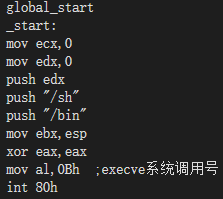 global_start
_start:
mov ecx,0
mov edx,0
push edx
push "/sh"
push "/bin"
mov ebx,esp
xor eax,eax
mov al,0Bh  ;execve系统调用号
int 80h